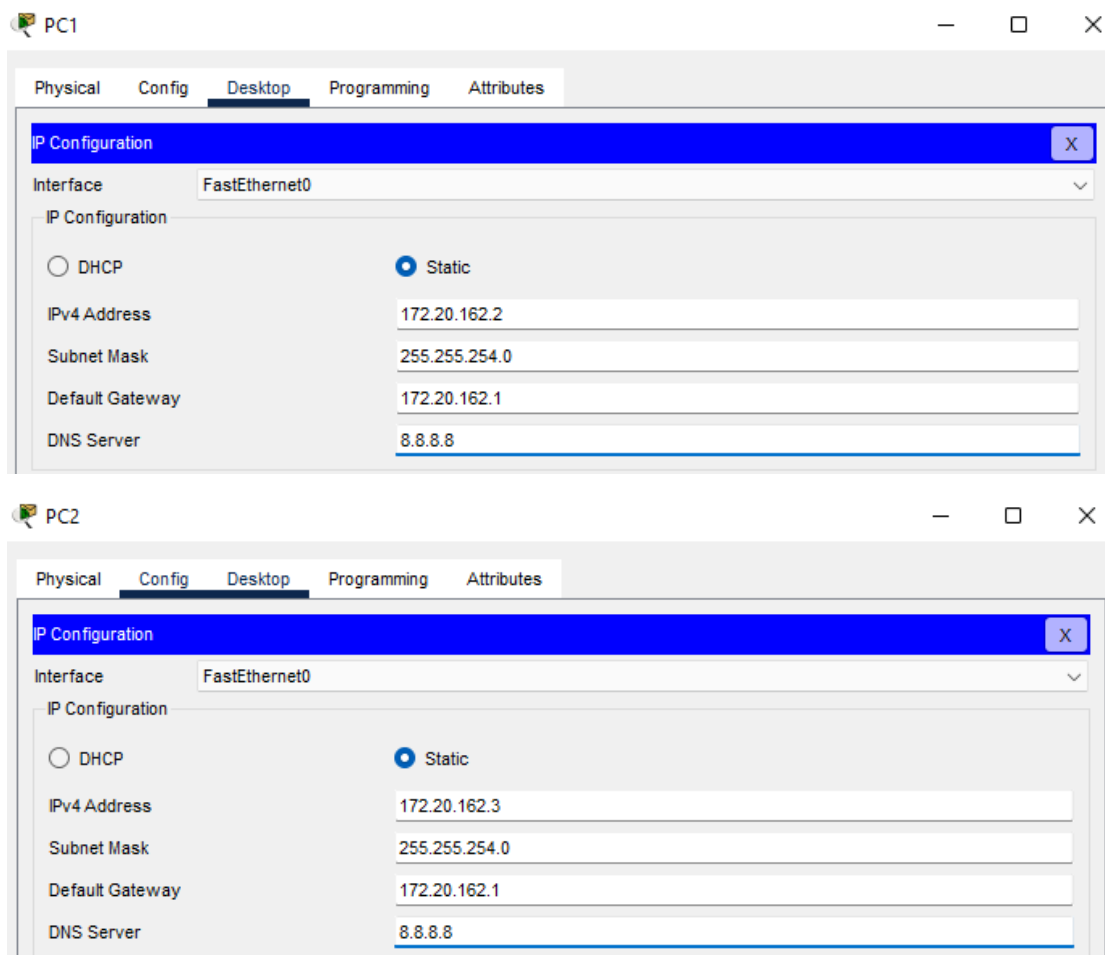 PC1
Physical Config Desktop Programming Attributes
IP Configuration X
Interface FastEthernet0
IP Configuration
DHCP Static
IPv4 Address 172.20.162.2
Subnet Mask 255.255.254.0
Default Gateway 172.20.162.1
DNS Server 8.8.8.8
PC2
Physical Config Desktop Programming Attributes
IP Configuration X
Interface FastEthernet0
IP Configuration
DHCP Static
IPv4 Address 172.20.162.3
Subnet Mask 255.255.254.0
Default Gateway 172.20.162.1
DNS Server 8.8.8.8